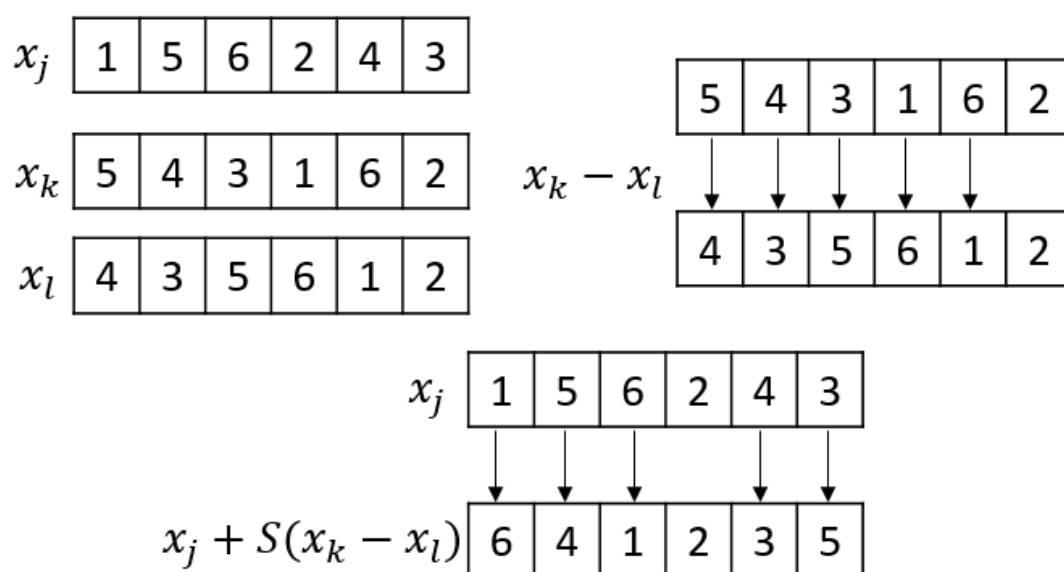 x_j 1 5 6 2 4 3
x_k 5 4 3 1 6 2
x_l 4 3 5 6 1 2
5 4 3 1 6 2
x_k − x_l
4 3 5 6 1 2
x_j 1 5 6 2 4 3
x_j + S(x_k − x_l) 6 4 1 2 3 5